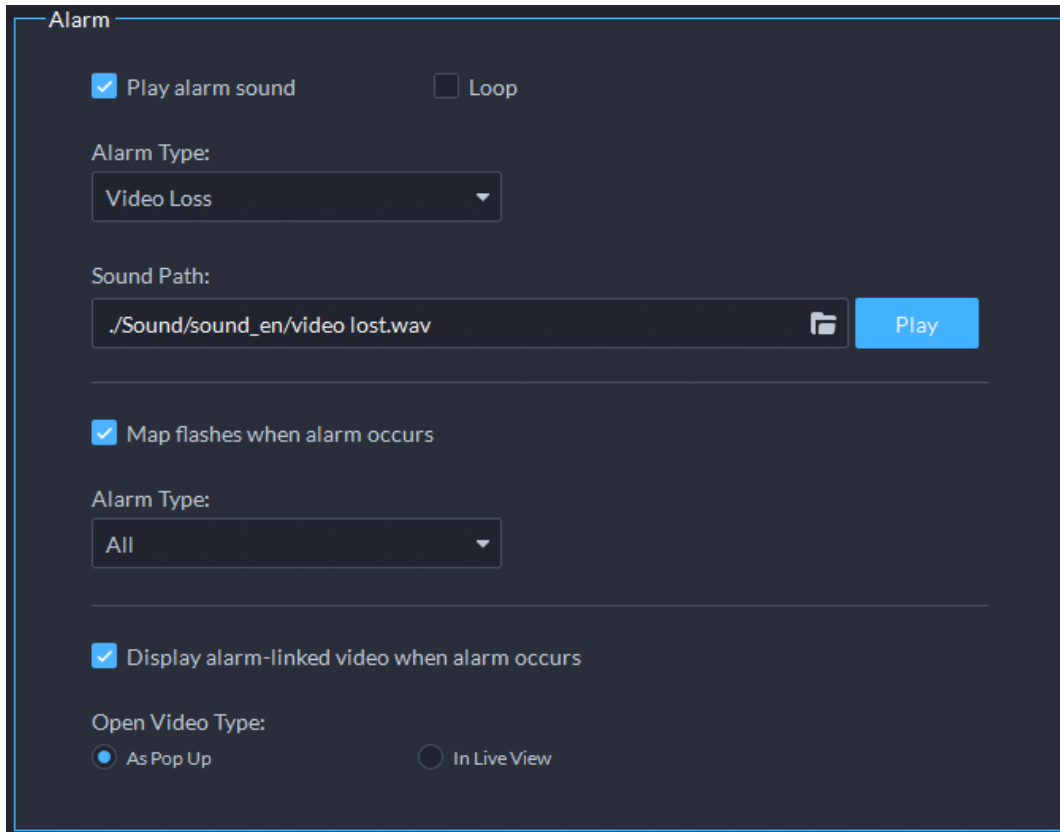 Alarm
Play alarm sound Loop
Alarm Type:
Video Loss
Sound Path:
./Sound/sound_en/video lost.wav Play
Map flashes when alarm occurs
Alarm Type:
All
Display alarm-linked video when alarm occurs
Open Video Type:
As Pop Up In Live View